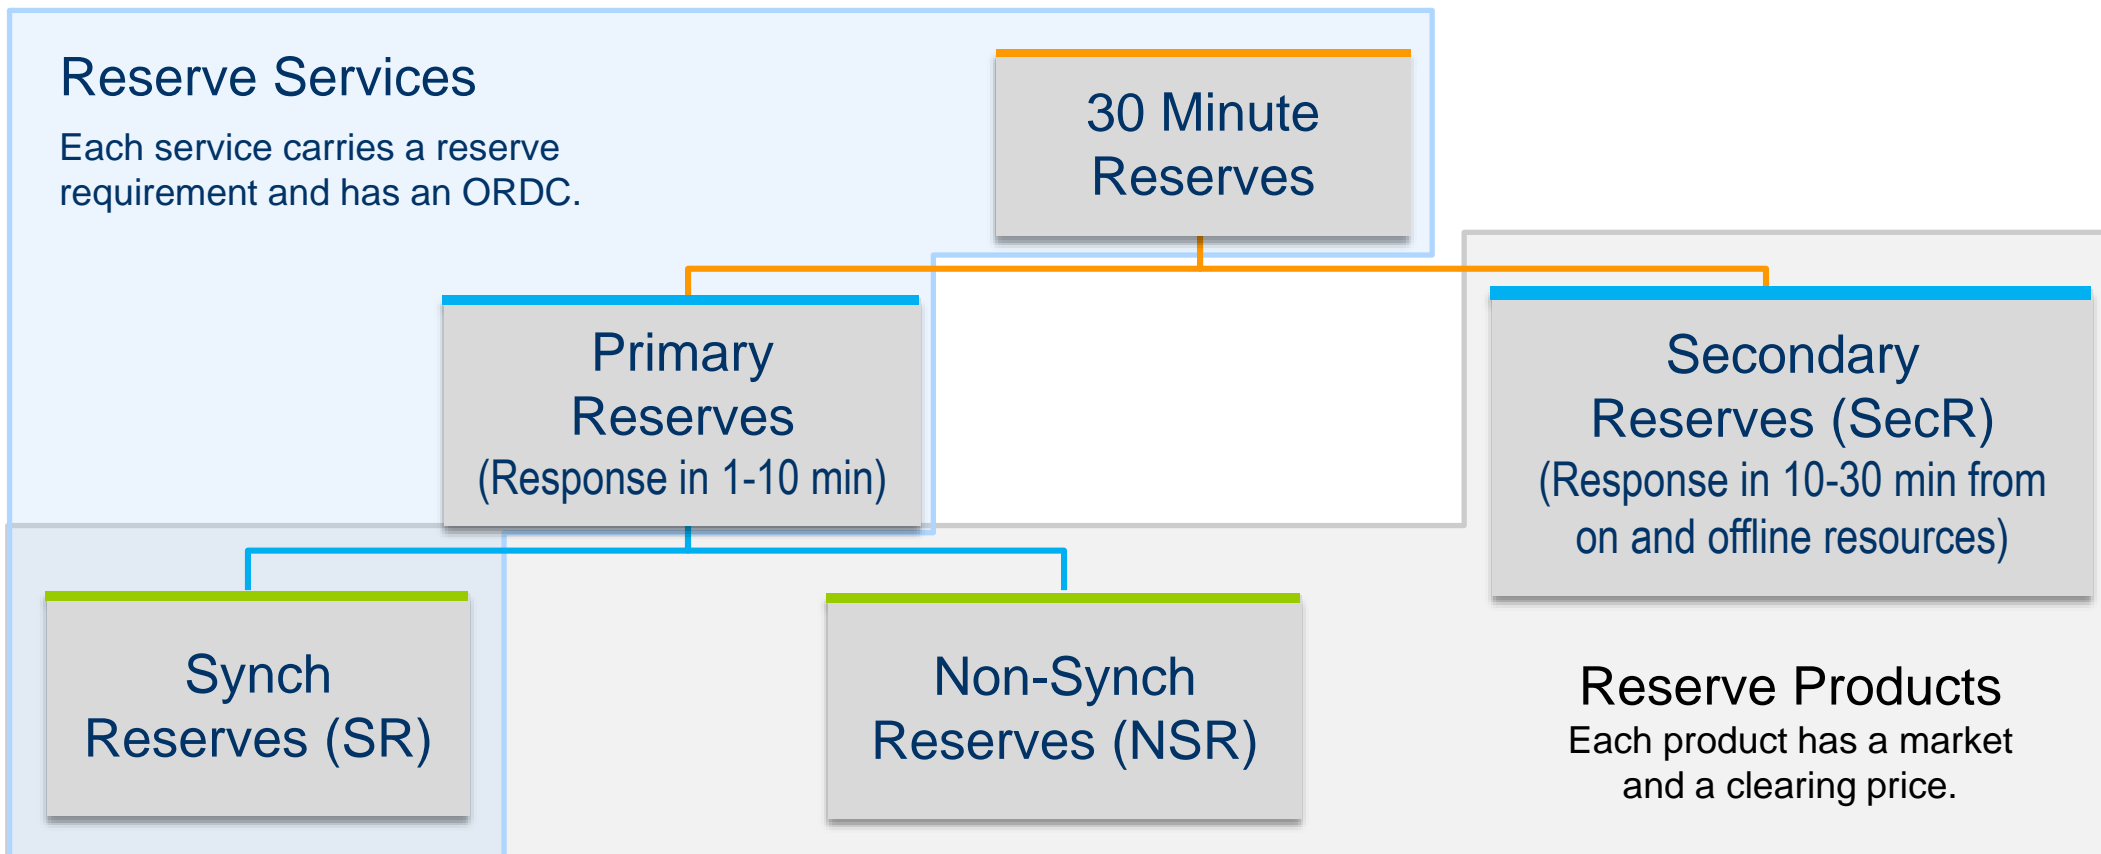 Reserve Services
Each service carries a reserve
requirement and has an ORDC.
30 Minute
Reserves
Primary
Reserves
(Response in 1-10 min)
Secondary
Reserves (SecR)
(Response in 10-30 min from
on and offline resources)
Synch
Reserves (SR)
Non-Synch
Reserves (NSR)
Reserve Products
Each product has a market
and a clearing price.